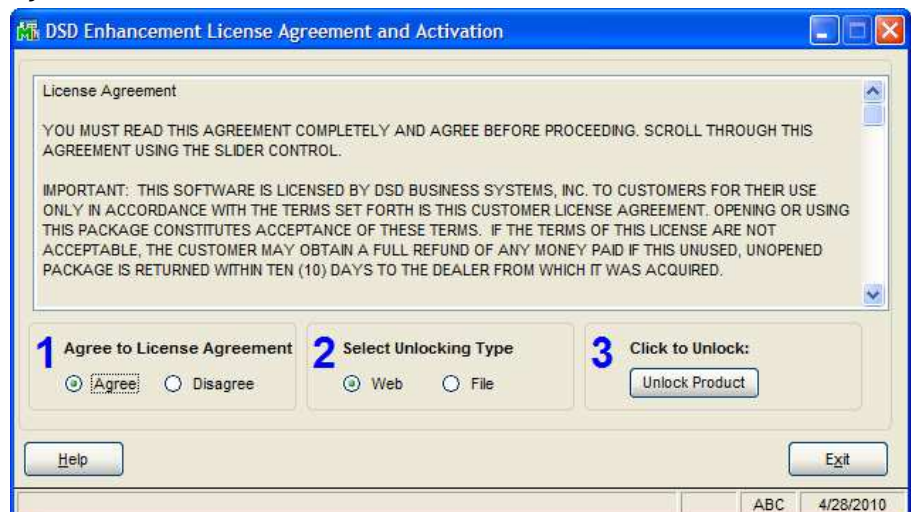 DSD Enhancement License Agreement and Activation
License Agreement
YOU MUST READ THIS AGREEMENT COMPLETELY AND AGREE BEFORE PROCEEDING. SCROLL THROUGH THIS
AGREEMENT USING THE SLIDER CONTROL.
IMPORTANT: THIS SOFTWARE IS LICENSED BY DSD BUSINESS SYSTEMS, INC. TO CUSTOMERS FOR THEIR USE
ONLY IN ACCORDANCE WITH THE TERMS SET FORTH IS THIS CUSTOMER LICENSE AGREEMENT. OPENING OR USING
THIS PACKAGE CONSTITUTES ACCEPTANCE OF THESE TERMS. IF THE TERMS OF THIS LICENSE ARE NOT
ACCEPTABLE, THE CUSTOMER MAY OBTAIN A FULL REFUND OF ANY MONEY PAID IF THIS UNUSED, UNOPENED
PACKAGE IS RETURNED WITHIN TEN (10) DAYS TO THE DEALER FROM WHICH IT WAS ACQUIRED.
1 Agree to License Agreement
Agree Disagree
2 Select Unlocking Type
Web File
3 Click to Unlock:
Unlock Product
Help Exit
ABC 4/28/2010